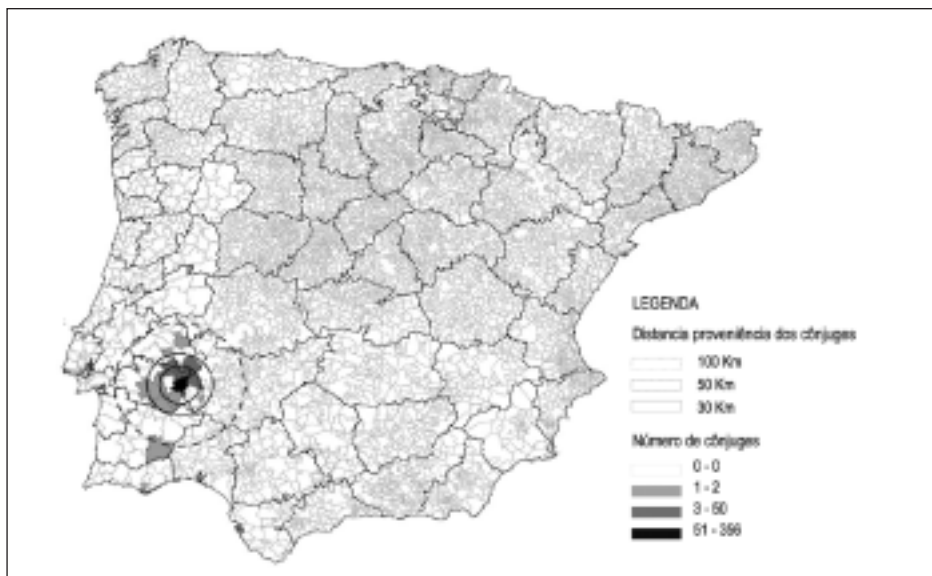 LEGENDA
Distancia proveniência dos cônjuges
100 Km
50 Km
30 Km
Número de cônjuges
0 - 0
1 - 2
3 - 50
51 - 356